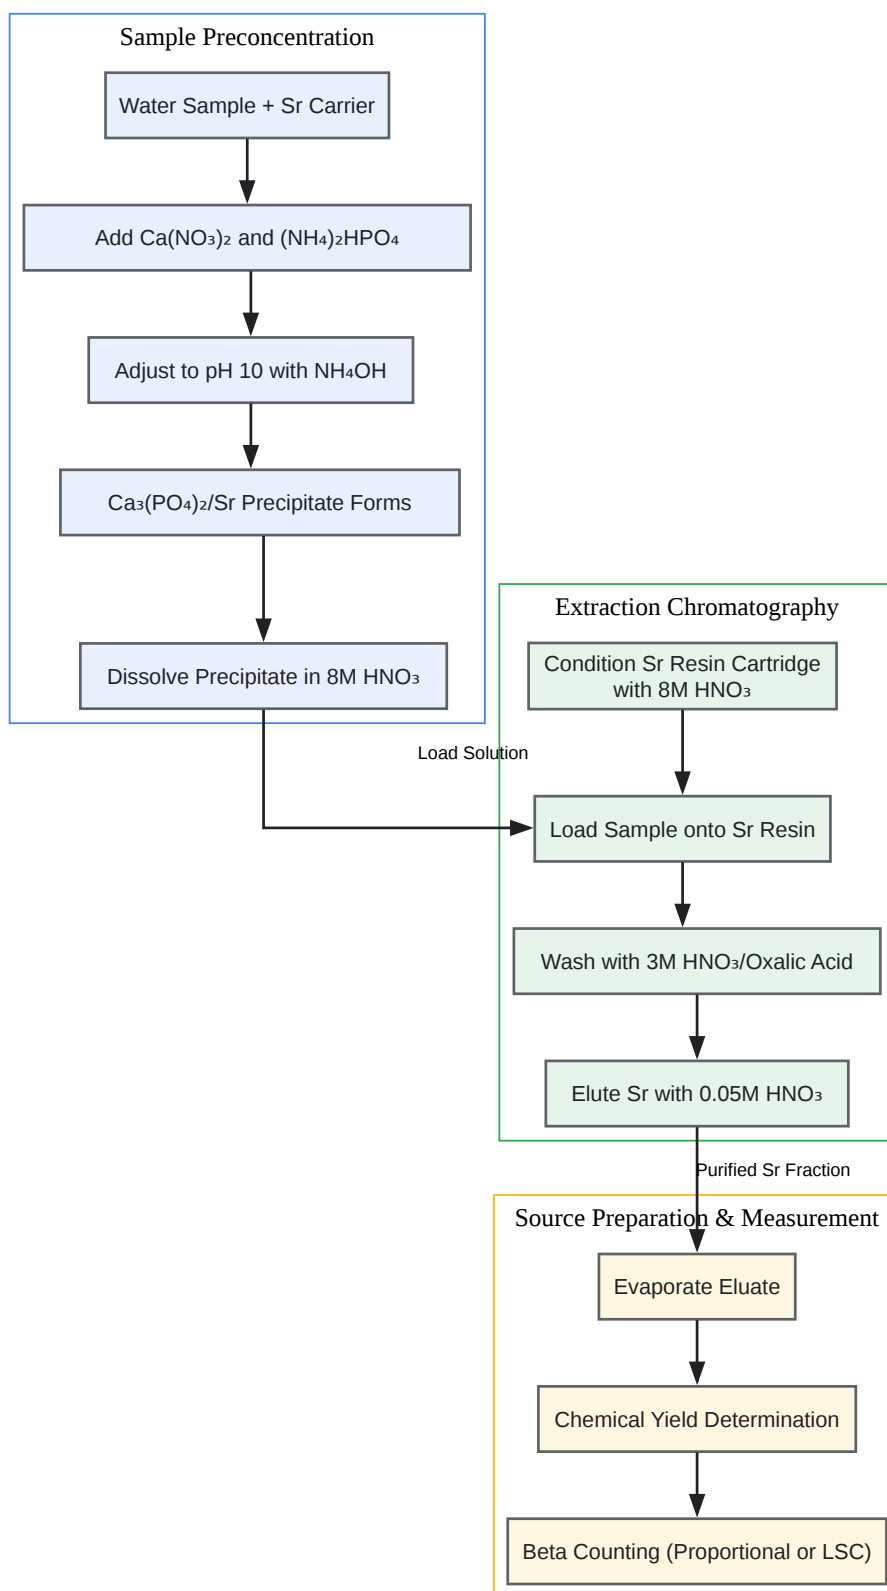 Sample Preconcentration
Water Sample + Sr Carrier
Add Ca(NO₃)₂ and (NH₄)₂HPO₄
Adjust to pH 10 with NH₄OH
Ca₃(PO₄)₂/Sr Precipitate Forms
Dissolve Precipitate in 8M HNO₃
Load Solution
Extraction Chromatography
Condition Sr Resin Cartridge
with 8M HNO₃
Load Sample onto Sr Resin
Wash with 3M HNO₃/Oxalic Acid
Elute Sr with 0.05M HNO₃
Purified Sr Fraction
Source Preparation & Measurement
Evaporate Eluate
Chemical Yield Determination
Beta Counting (Proportional or LSC)